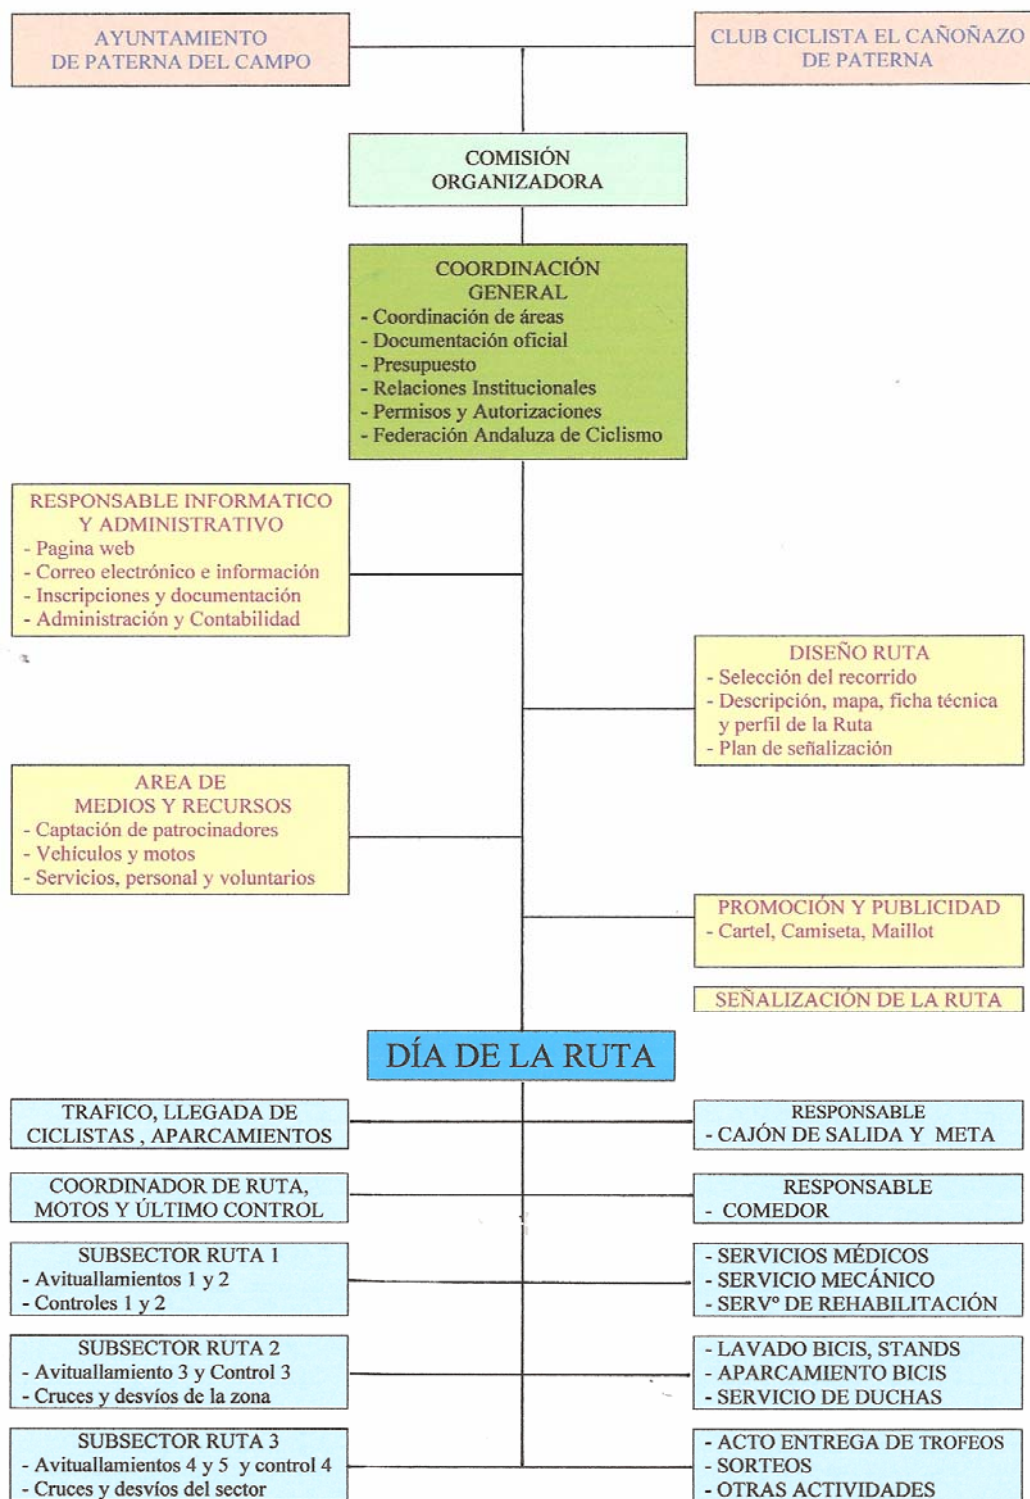 AYUNTAMIENTO
DE PATERNA DEL CAMPO
CLUB CICLISTA EL CAÑOÑAZO
DE PATERNA
COMISIÓN
ORGANIZADORA
COORDINACIÓN
GENERAL
- Coordinación de áreas
- Documentación oficial
- Presupuesto
- Relaciones Institucionales
- Permisos y Autorizaciones
- Federación Andaluza de Ciclismo
RESPONSABLE INFORMATICO
Y ADMINISTRATIVO
- Pagina web
- Correo electrónico e información
- Inscripciones y documentación
- Administración y Contabilidad
DISEÑO RUTA
- Selección del recorrido
- Descripción, mapa, ficha técnica
y perfil de la Ruta
- Plan de señalización
AREA DE
MEDIOS Y RECURSOS
- Captación de patrocinadores
- Vehículos y motos
- Servicios, personal y voluntarios
PROMOCIÓN Y PUBLICIDAD
- Cartel, Camiseta, Maillot
SEÑALIZACIÓN DE LA RUTA
DÍA DE LA RUTA
TRAFICO, LLEGADA DE
CICLISTAS , APARCAMIENTOS
RESPONSABLE
- CAJÓN DE SALIDA Y META
COORDINADOR DE RUTA,
MOTOS Y ÚLTIMO CONTROL
RESPONSABLE
- COMEDOR
SUBSECTOR RUTA 1
- Avituallamientos 1 y 2
- Controles 1 y 2
- SERVICIOS MÉDICOS
- SERVICIO MECÁNICO
- SERVº DE REHABILITACIÓN
SUBSECTOR RUTA 2
- Avituallamiento 3 y Control 3
- Cruces y desvíos de la zona
- LAVADO BICIS, STANDS
- APARCAMIENTO BICIS
- SERVICIO DE DUCHAS
SUBSECTOR RUTA 3
- Avituallamientos 4 y 5 y control 4
- Cruces y desvíos del sector
- ACTO ENTREGA DE TROFEOS
- SORTEOS
- OTRAS ACTIVIDADES